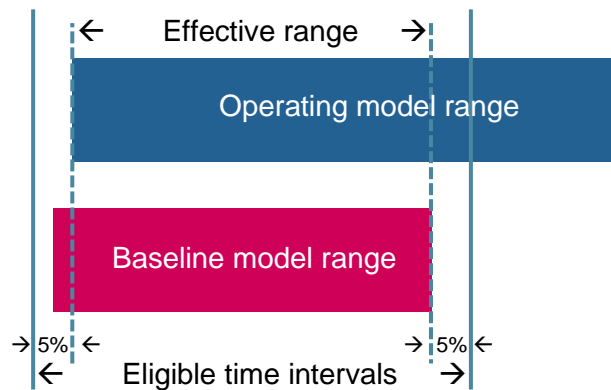 ← Effective range →
Operating model range
Baseline model range
→ 5% ← → 5% ←
← Eligible time intervals →